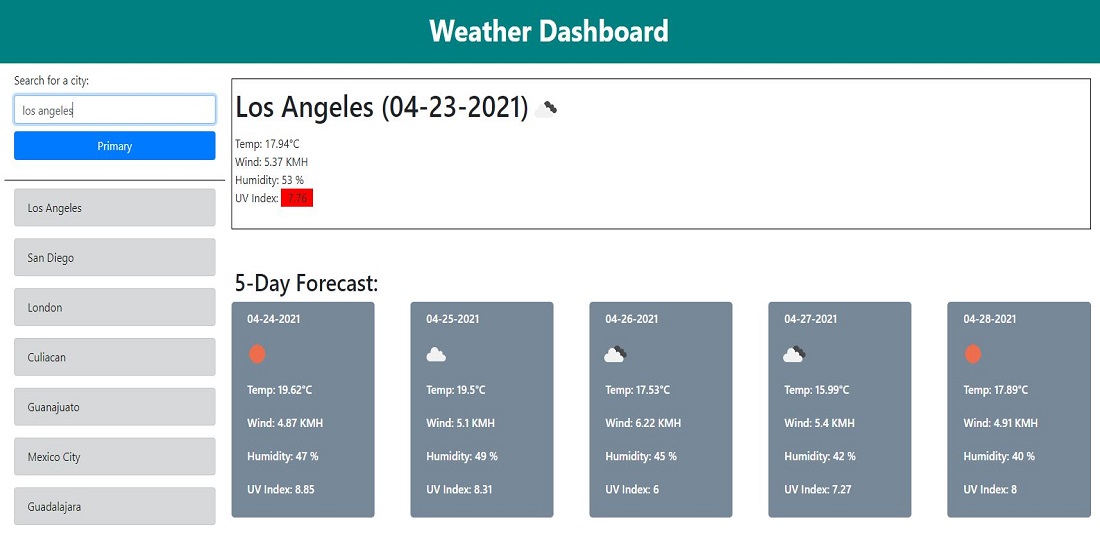 Weather Dashboard
Search for a city:
los angeles
Primary
Los Angeles
San Diego
London
Culiacan
Guanajuato
Mexico City
Guadalajara
Los Angeles (04-23-2021)
Temp: 17.94°C
Wind: 5.37 KMH
Humidity: 53 %
UV Index: 7.76
5-Day Forecast:
04-24-2021
Temp: 19.62°C
Wind: 4.87 KMH
Humidity: 47 %
UV Index: 8.85
04-25-2021
Temp: 19.5°C
Wind: 5.1 KMH
Humidity: 49 %
UV Index: 8.31
04-26-2021
Temp: 17.53°C
Wind: 6.22 KMH
Humidity: 45 %
UV Index: 6
04-27-2021
Temp: 15.99°C
Wind: 5.4 KMH
Humidity: 42 %
UV Index: 7.27
04-28-2021
Temp: 17.89°C
Wind: 4.91 KMH
Humidity: 40 %
UV Index: 8